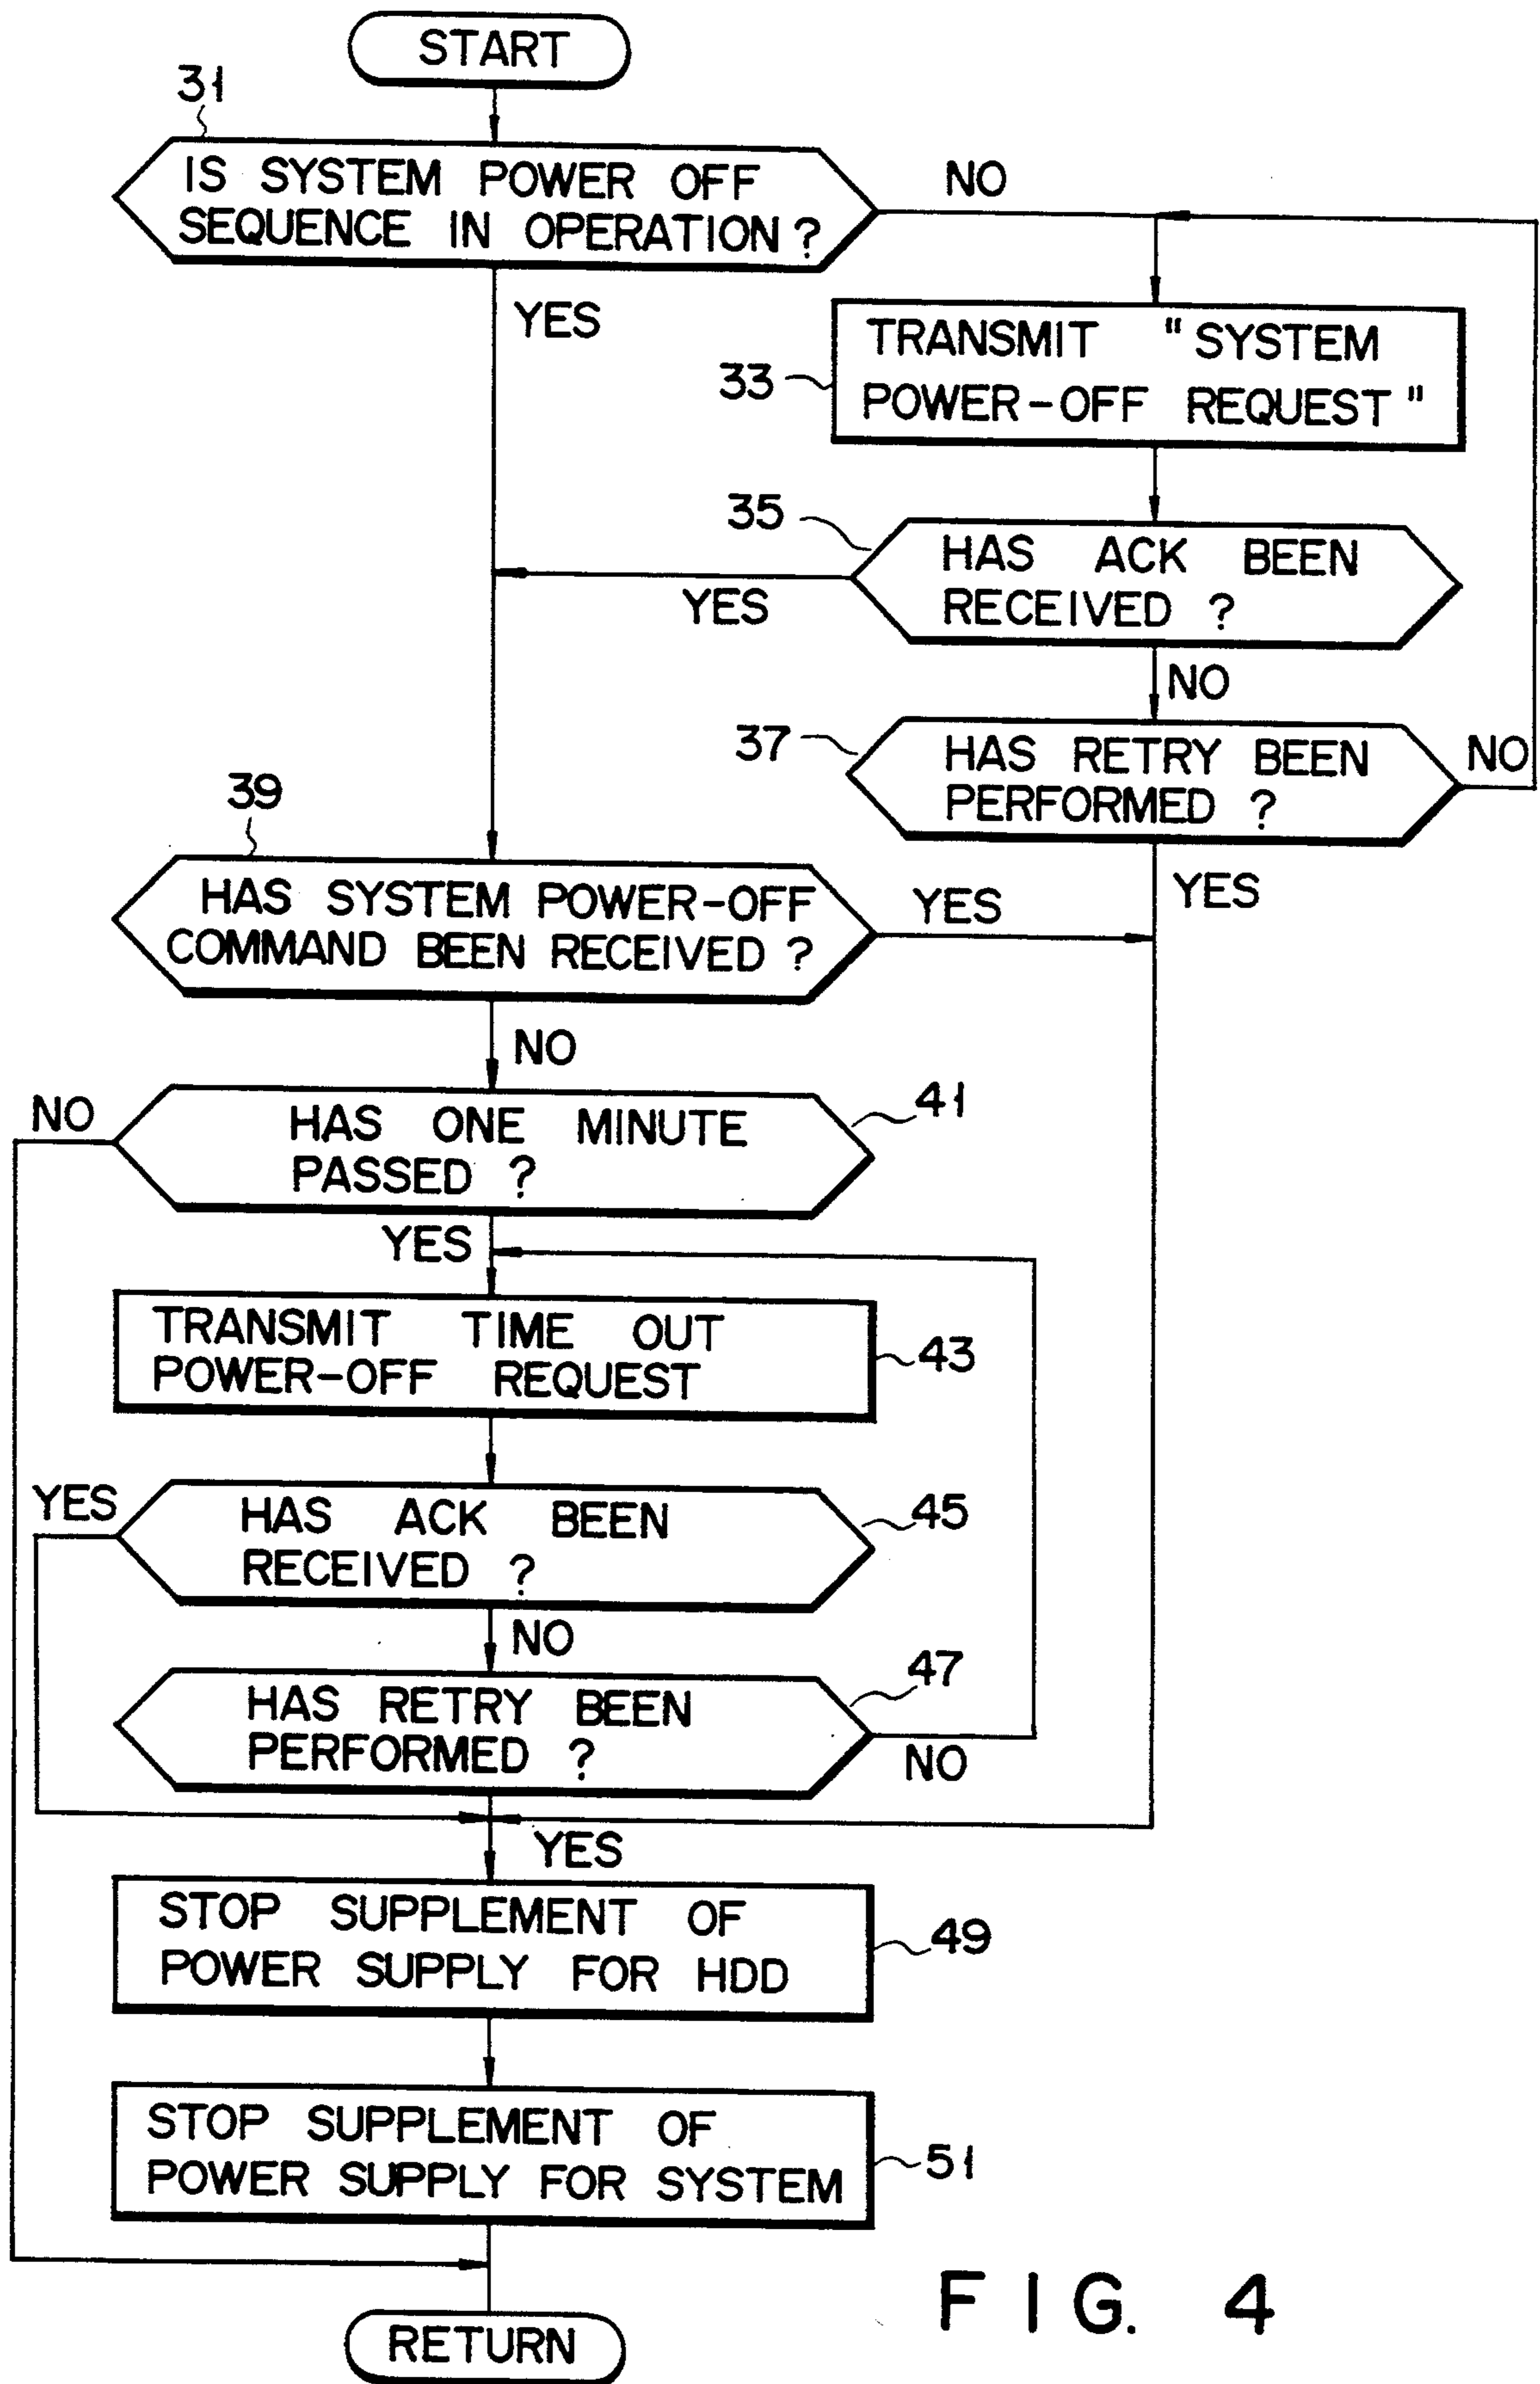 START
31
IS SYSTEM POWER OFF
SEQUENCE IN OPERATION ?
NO
YES
TRANSMIT " SYSTEM
POWER-OFF REQUEST "
33
35
HAS ACK BEEN
RECEIVED ?
YES
NO
37
HAS RETRY BEEN
PERFORMED ?
NO
YES
39
HAS SYSTEM POWER-OFF
COMMAND BEEN RECEIVED ?
YES
NO
NO
HAS ONE MINUTE
PASSED ?
41
YES
TRANSMIT TIME OUT
POWER-OFF REQUEST
43
YES
HAS ACK BEEN
RECEIVED ?
45
NO
HAS RETRY BEEN
PERFORMED ?
47
NO
YES
STOP SUPPLEMENT OF
POWER SUPPLY FOR HDD
49
STOP SUPPLEMENT OF
POWER SUPPLY FOR SYSTEM
51
RETURN
FIG. 4